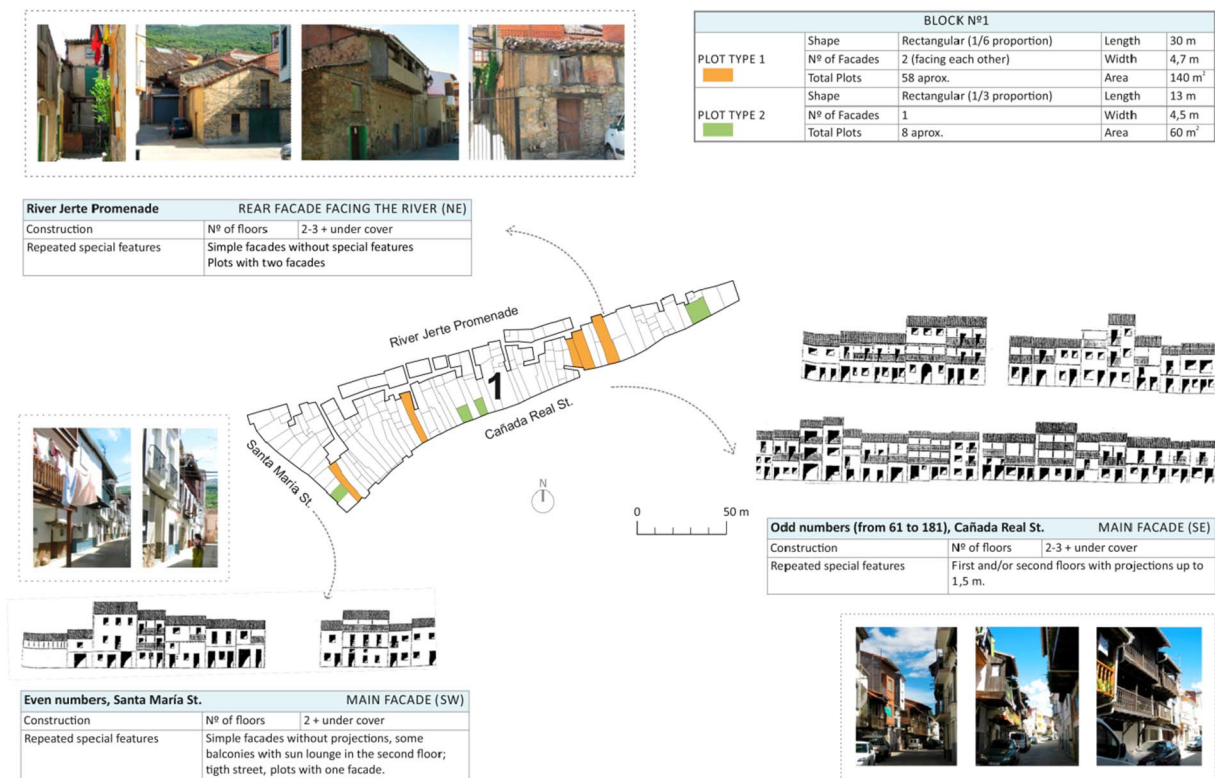 BLOCK Nº1
PLOT TYPE 1
Shape Rectangular (1/6 proportion) Length 30 m
Nº of Facades 2 (facing each other) Width 4,7 m
Total Plots 58 aprox. Area 140 m²
PLOT TYPE 2
Shape Rectangular (1/3 proportion) Length 13 m
Nº of Facades 1 Width 4,5 m
Total Plots 8 aprox. Area 60 m²
River Jerte Promenade REAR FACADE FACING THE RIVER (NE)
Construction Nº of floors 2-3 + under cover
Repeated special features Simple facades without special features
Plots with two facades
River Jerte Promenade
1
Cañada Real St.
Santa María St.
N
0 50 m
Odd numbers (from 61 to 181), Cañada Real St. MAIN FACADE (SE)
Construction Nº of floors 2-3 + under cover
Repeated special features First and/or second floors with projections up to
1,5 m.
Even numbers, Santa María St. MAIN FACADE (SW)
Construction Nº of floors 2 + under cover
Repeated special features Simple facades without projections, some
balconies with sun lounge in the second floor;
tigth street, plots with one facade.